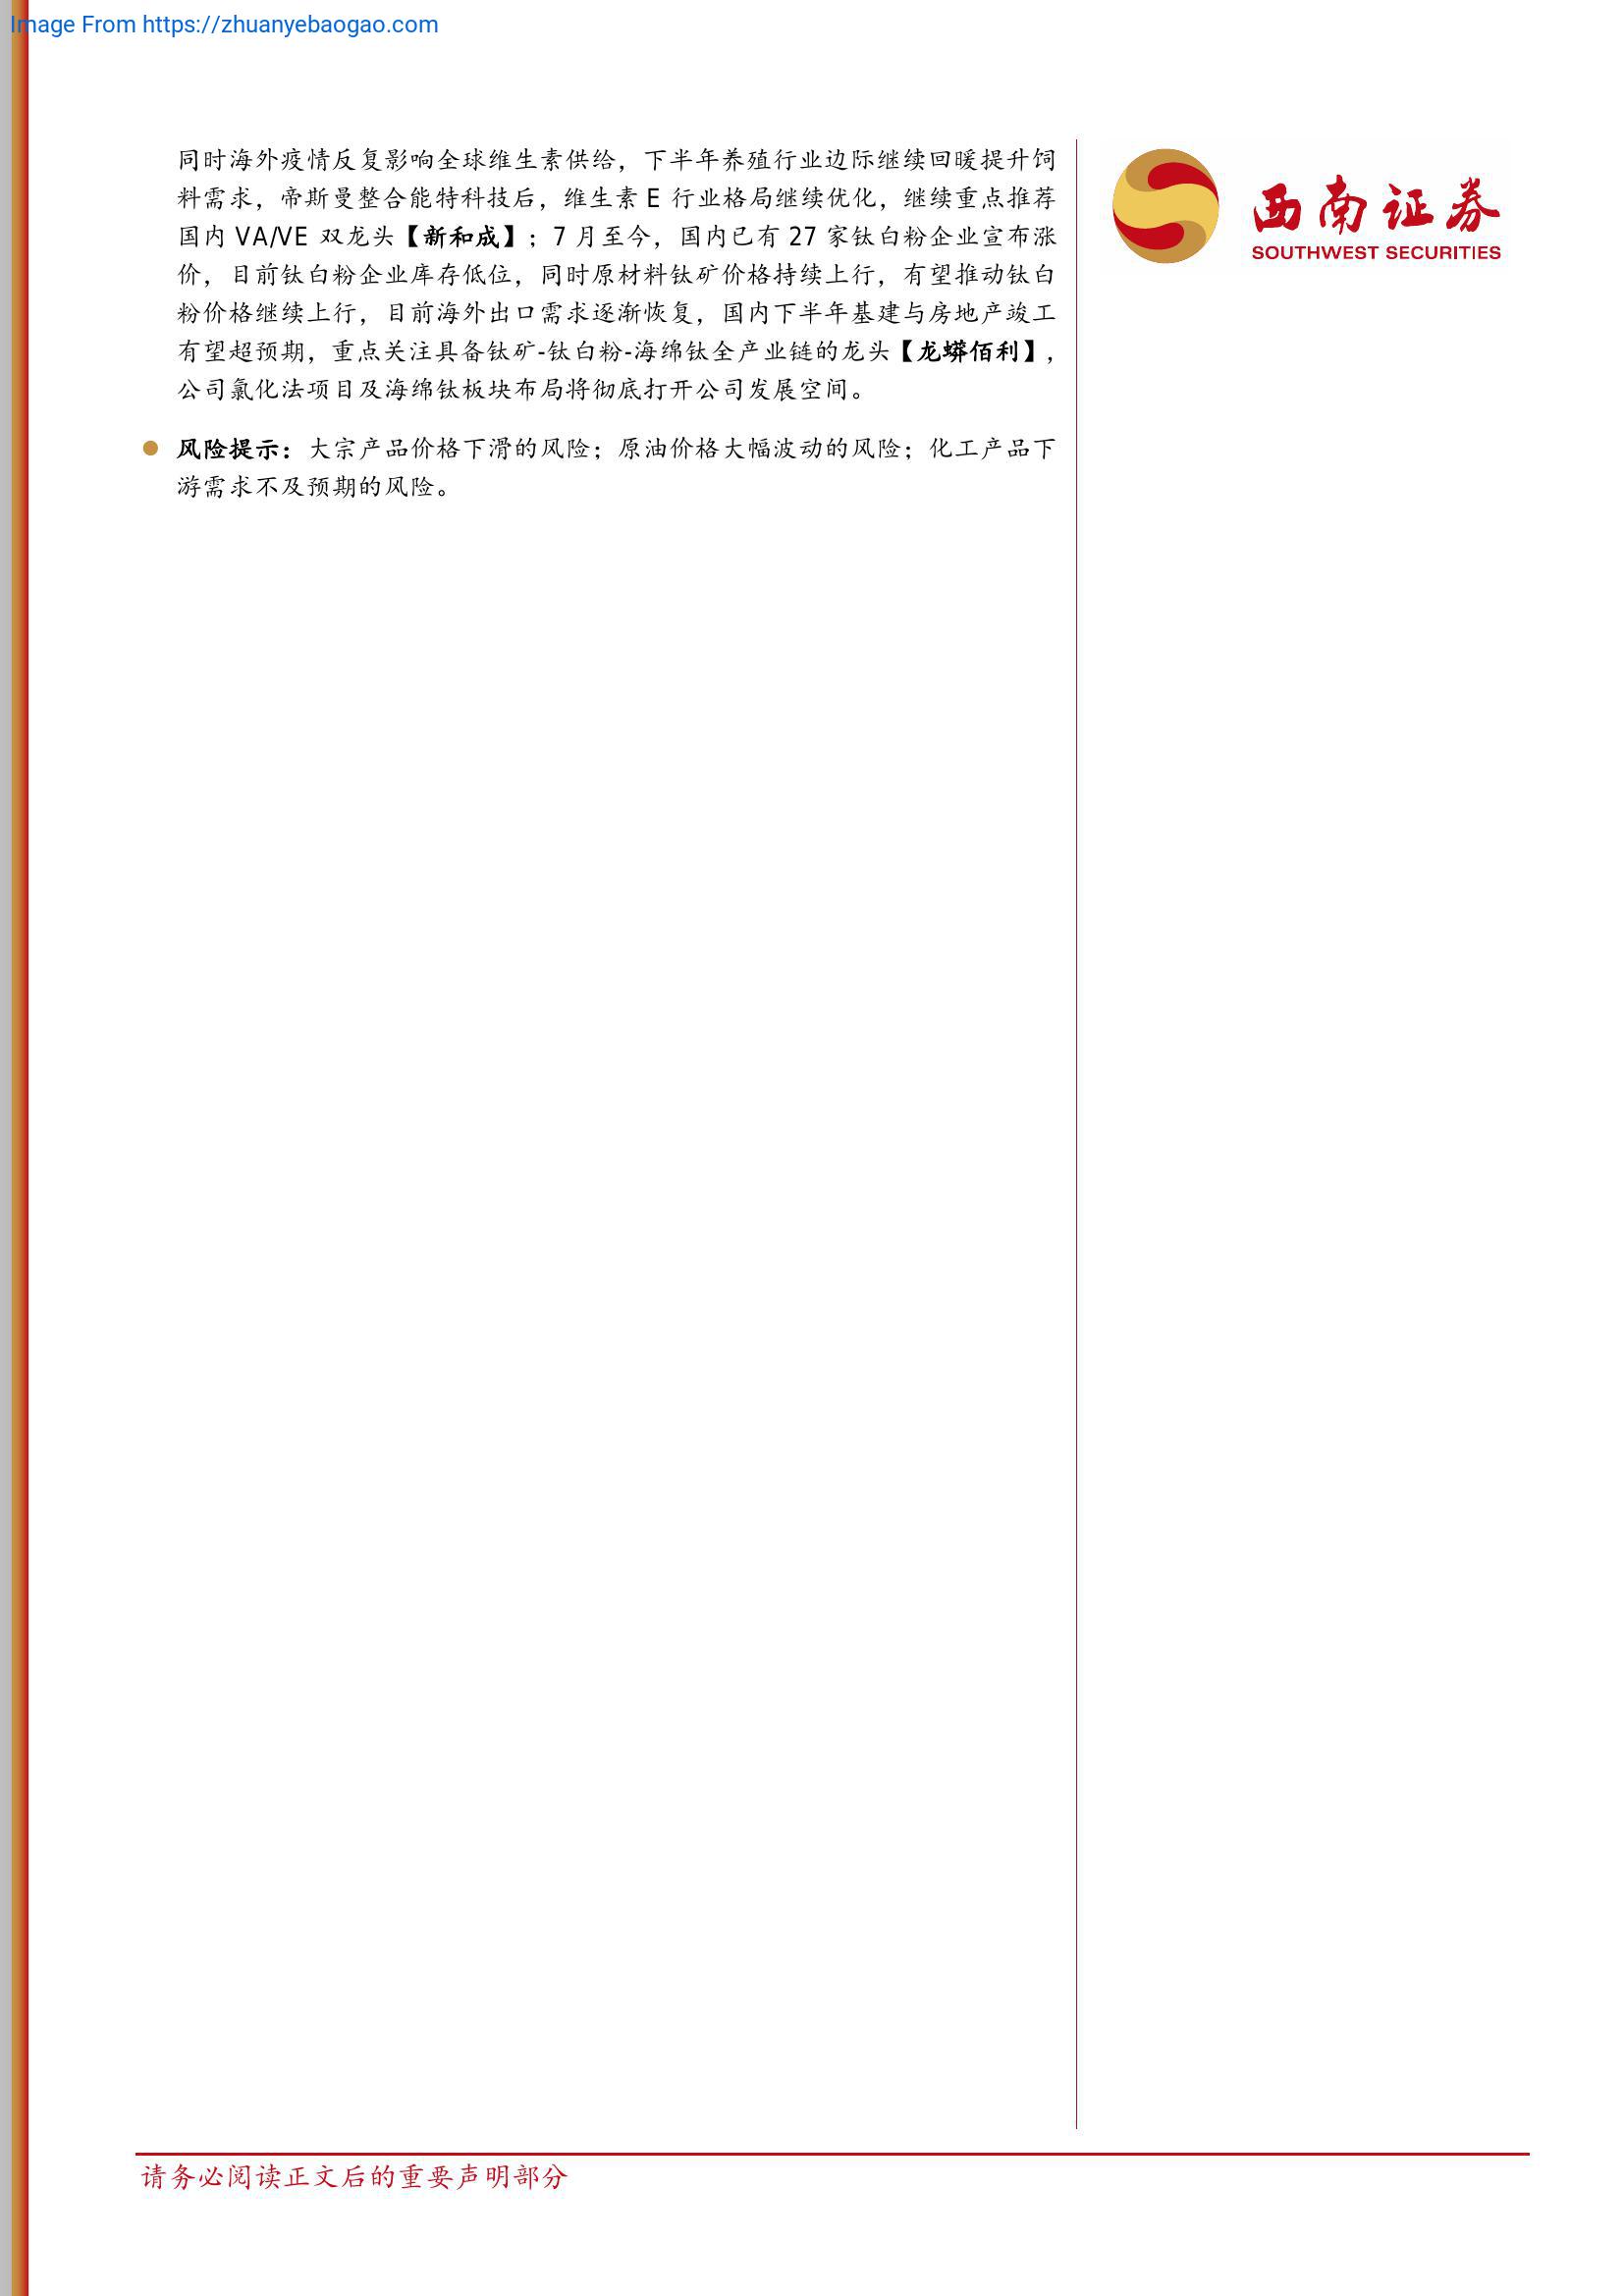 Image From https://zhuanyebaogao.com
同时海外疫情反复影响全球维生素供给，下半年养殖行业边际继续回暖提升饲
料需求，帝斯曼整合能特科技后，维生素 E 行业格局继续优化，继续重点推荐
国内 VA/VE 双龙头【新和成】；7 月至今，国内已有 27 家钛白粉企业宣布涨
价，目前钛白粉企业库存低位，同时原材料钛矿价格持续上行，有望推动钛白
粉价格继续上行，目前海外出口需求逐渐恢复，国内下半年基建与房地产竣工
有望超预期，重点关注具备钛矿-钛白粉-海绵钛全产业链的龙头【龙蟒佰利】，
公司氯化法项目及海绵钛板块布局将彻底打开公司发展空间。
风险提示：大宗产品价格下滑的风险；原油价格大幅波动的风险；化工产品下
游需求不及预期的风险。
西南证券
SOUTHWEST SECURITIES
请务必阅读正文后的重要声明部分